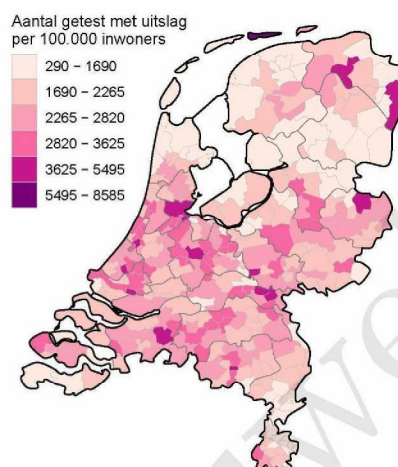 Aantal getest met uitslag
per 100.000 inwoners
290 – 1690
1690 – 2265
2265 – 2820
2820 – 3625
3625 – 5495
5495 – 8585